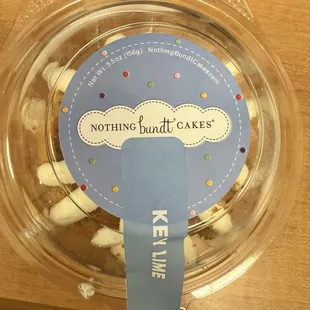 Net WT. 5.5oz (156g) NothingBundtCakes.com
NOTHING bundt CAKES®
KEY LIME